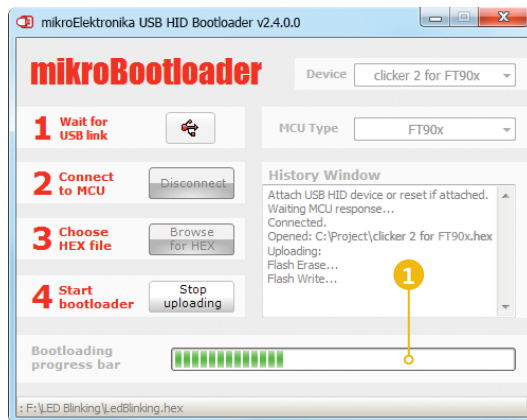 mikroElektronika USB HID Bootloader v2.4.0.0
mikroBootloader
Device
clicker 2 for FT90x
1 Wait for
USB link
MCU Type
FT90x
2 Connect
to MCU
Disconnect
3 Choose
HEX file
Browse
for HEX
4 Start
bootloader
Stop
uploading
History Window
Attach USB HID device or reset if attached.
Waiting MCU response...
Connected.
Opened: C:\Project\clicker 2 for FT90x.hex
Uploading:
Flash Erase...
Flash Write...
1
Bootloading
progress bar
: F:\LED Blinking\LedBlinking.hex